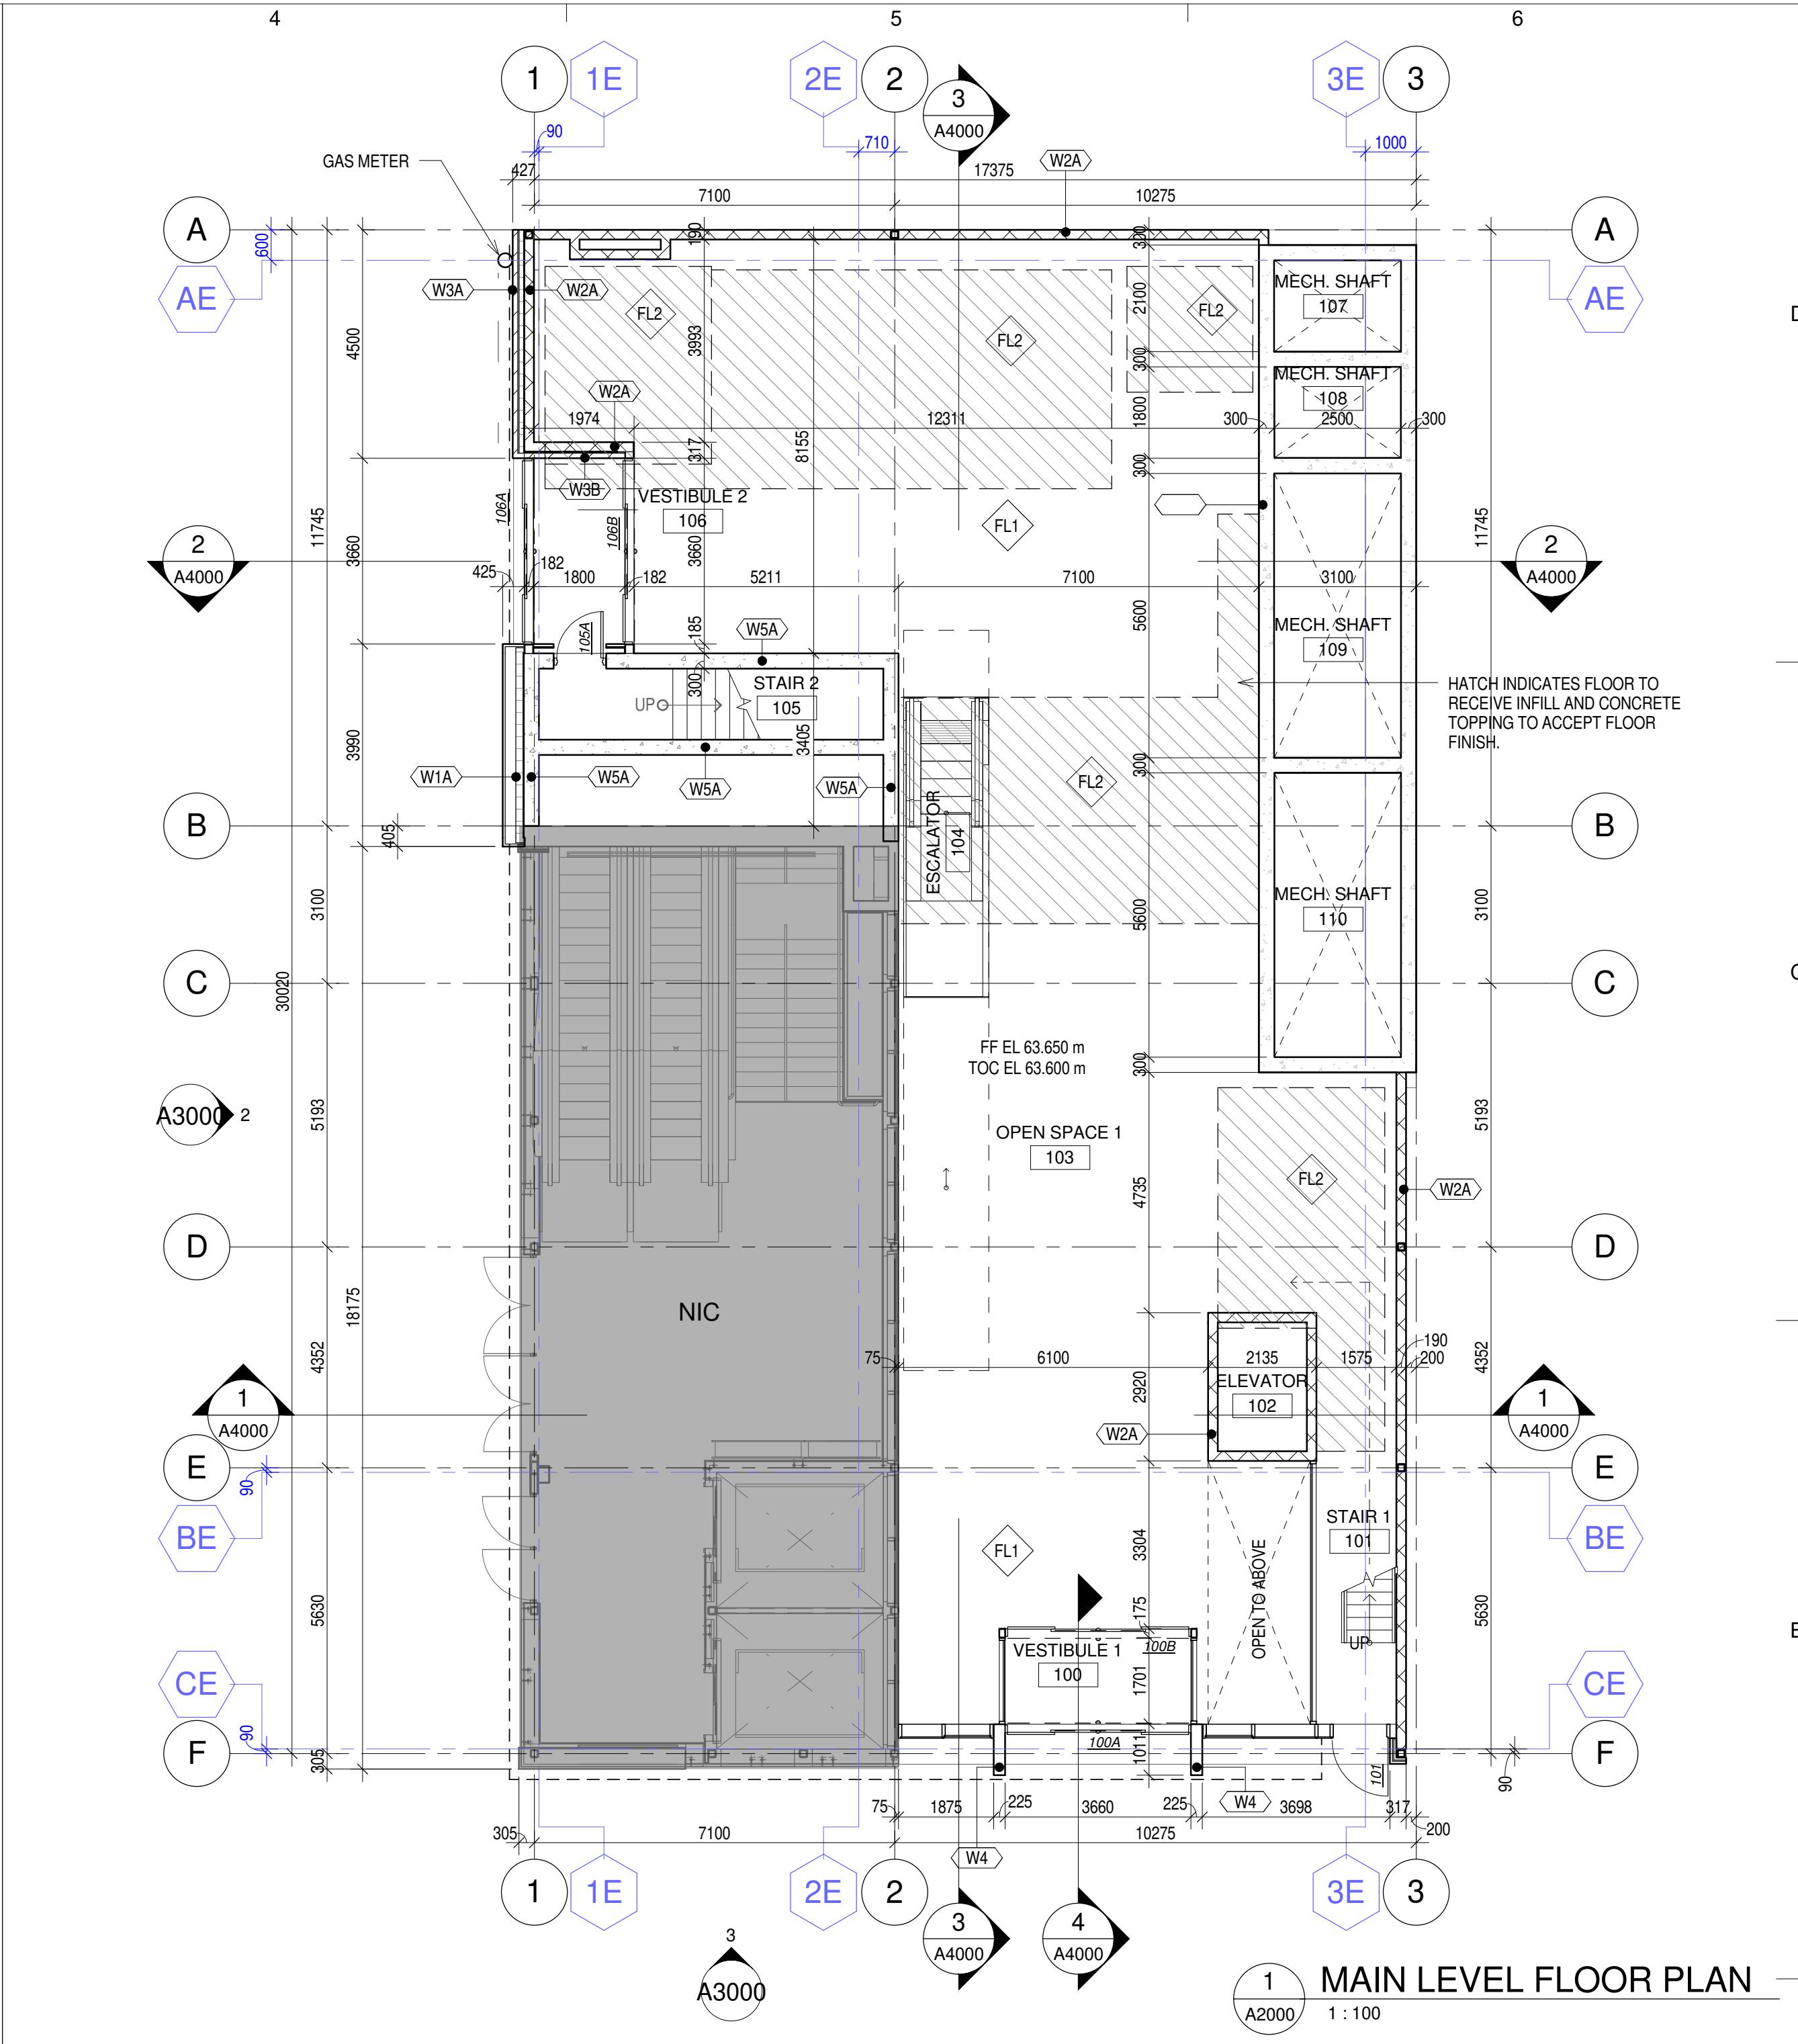 4 5 6
1 1E 2E 2 3E 3
3
A4000
90 710 1000
GAS METER
427 17375 W2A
7100 10275
A A
600 190 300
AE AE
W3A W2A
FL2 FL2 FL2
MECH. SHAFT
107
4500 3993 2100
300
MECH. SHAFT
108
W2A
1974 12311 1800 300 2500 300
317 8155
300
W3B
VESTIBULE 2
106
106A 106B
FL1
11745 3660 3660 11745
2
A4000
2
A4000
425 182 1800 182 5211 7100 3100
5600
185 W5A
105A
MECH. SHAFT
109
300
STAIR 2
105
UP
HATCH INDICATES FLOOR TO
RECEIVE INFILL AND CONCRETE
TOPPING TO ACCEPT FLOOR
FINISH.
3990 3405
300
W1A W5A W5A W5A
FL2
B B
405
ESCALATOR
104
3100 3100
MECH. SHAFT
110
5600
C C
30020
FF EL 63.650 m
TOC EL 63.600 m
300
A3000 2
5193 5193
OPEN SPACE 1
103
4735
FL2
W2A
D D
NIC
18175
4352 4352
75 6100 2135 1575 190
200
2920
ELEVATOR
102
1
A4000
1
A4000
W2A
E E
90
BE BE
STAIR 1
101
FL1
3304
OPEN TO ABOVE
5630 5630
175
100B
UP
VESTIBULE 1
100
1701
CE CE
90
100A
F F
305 1011
101
90
W4
75 1875 225 3660 225 3698 317
200
305 7100 10275
W4
1 1E 2E 2 3E 3
3
A4000
4
A4000
3
A3000
1
A2000
MAIN LEVEL FLOOR PLAN
1 : 100